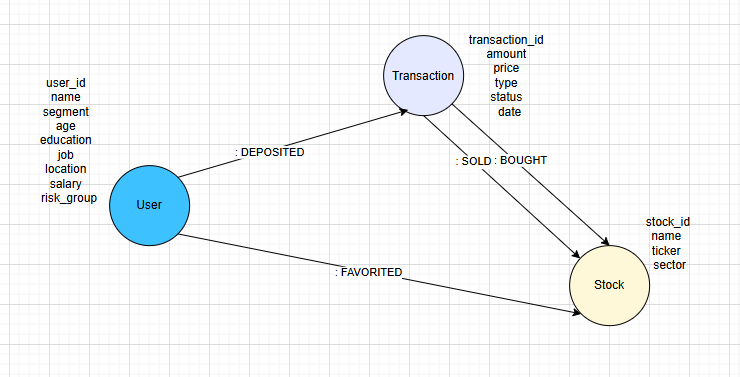 transaction_id
amount
price
type
status
date
Transaction
user_id
name
segment
age
education
job
location
salary
risk_group
: DEPOSITED
: SOLD
: BOUGHT
User
stock_id
name
ticker
sector
: FAVORITED
Stock